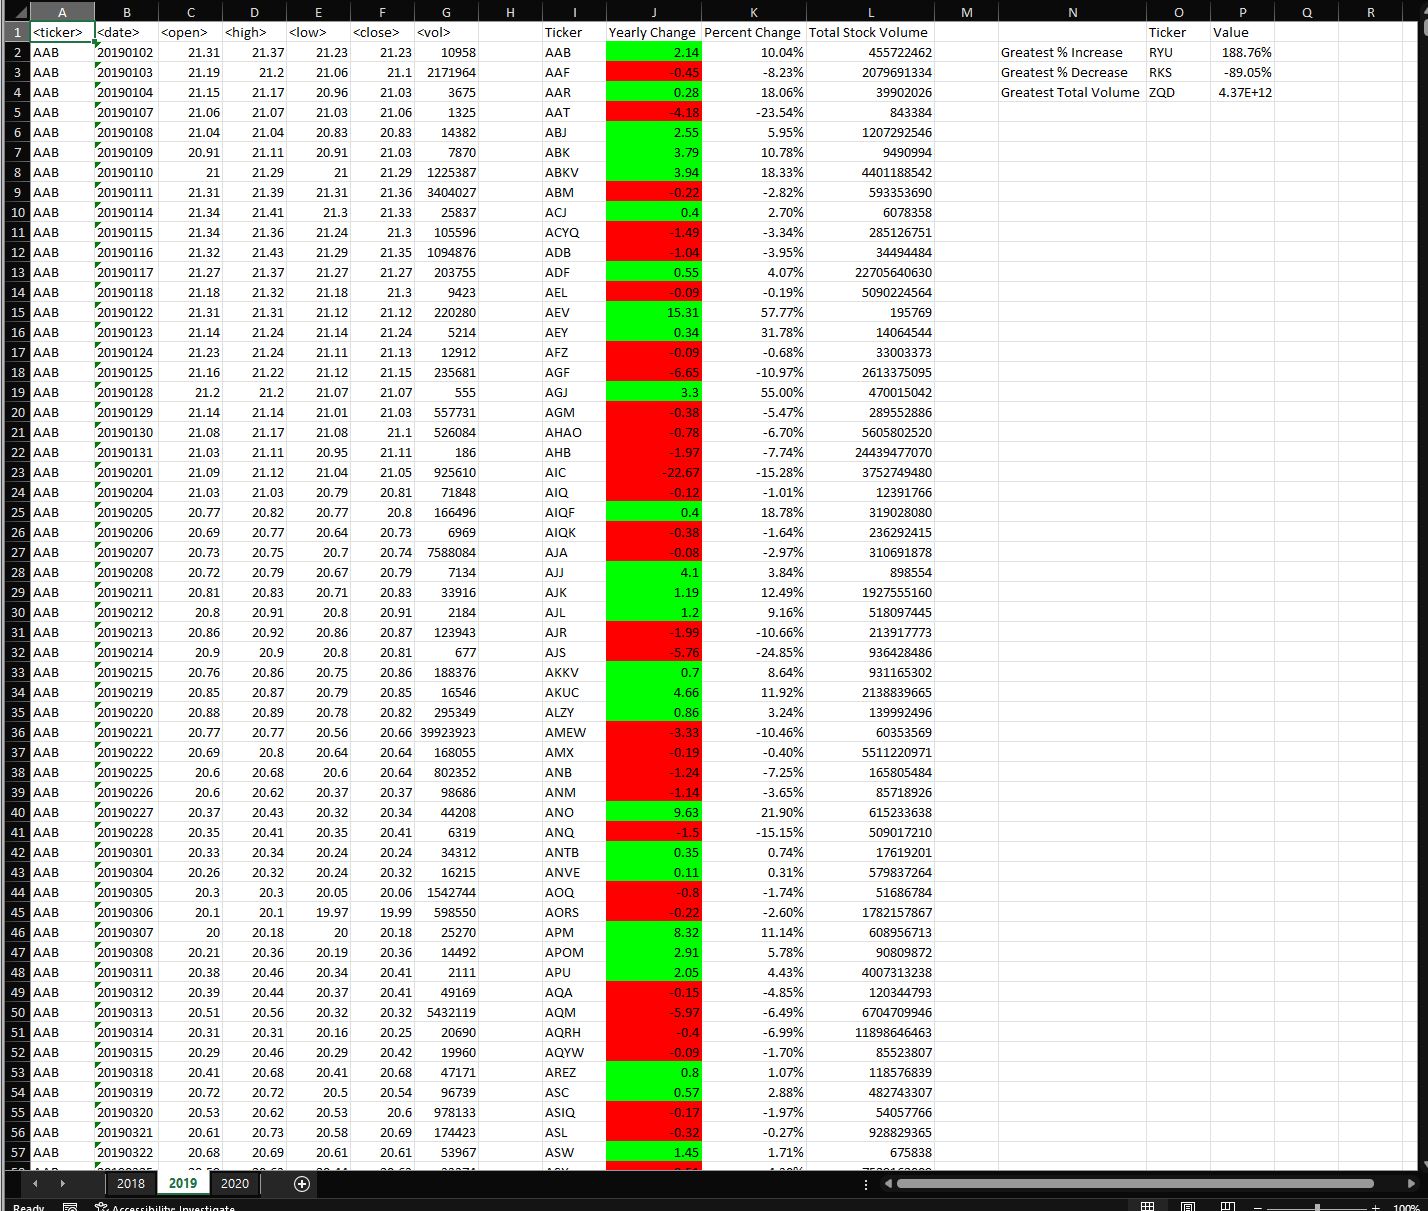 A B C D E F G H I J K L M N O P Q R
1 <ticker> <date> <open> <high> <low> <close> <vol> Ticker Yearly Change Percent Change Total Stock Volume Ticker Value
2 AAB 20190102 21.31 21.37 21.23 21.23 10958 AAB 2.14 10.04% 455722462 Greatest % Increase RYU 188.76%
3 AAB 20190103 21.19 21.2 21.06 21.1 2171964 AAF -0.45 -8.23% 2079691334 Greatest % Decrease RKS -89.05%
4 AAB 20190104 21.15 21.17 20.96 21.03 3675 AAR 0.28 18.06% 39902026 Greatest Total Volume ZQD 4.37E+12
5 AAB 20190107 21.06 21.07 21.03 21.06 1325 AAT -4.18 -23.54% 843384
6 AAB 20190108 21.04 21.04 20.83 20.83 14382 ABJ 2.55 5.95% 1207292546
7 AAB 20190109 20.91 21.11 20.91 21.03 7870 ABK 3.79 10.78% 9490994
8 AAB 20190110 21 21.29 21 21.29 1225387 ABKV 3.94 18.33% 4401188542
9 AAB 20190111 21.31 21.39 21.31 21.36 3404027 ABM -0.22 -2.82% 593353690
10 AAB 20190114 21.34 21.41 21.3 21.33 25837 ACJ 0.4 2.70% 6078358
11 AAB 20190115 21.34 21.36 21.24 21.3 105596 ACYQ -1.49 -3.34% 285126751
12 AAB 20190116 21.32 21.43 21.29 21.35 1094876 ADB -1.04 -3.95% 34494484
13 AAB 20190117 21.27 21.37 21.27 21.27 203755 ADF 0.55 4.07% 22705640630
14 AAB 20190118 21.18 21.32 21.18 21.3 9423 AEL -0.09 -0.19% 5090224564
15 AAB 20190122 21.31 21.31 21.12 21.12 220280 AEV 15.31 57.77% 195769
16 AAB 20190123 21.14 21.24 21.14 21.24 5214 AEY 0.34 31.78% 14064544
17 AAB 20190124 21.23 21.24 21.11 21.13 12912 AFZ -0.09 -0.68% 33003373
18 AAB 20190125 21.16 21.22 21.12 21.15 235681 AGF -6.65 -10.97% 2613375095
19 AAB 20190128 21.2 21.2 21.07 21.07 555 AGJ 3.3 55.00% 470015042
20 AAB 20190129 21.14 21.14 21.01 21.03 557731 AGM -0.38 -5.47% 289552886
21 AAB 20190130 21.08 21.17 21.08 21.1 526084 AHAO -0.78 -6.70% 5605802520
22 AAB 20190131 21.03 21.11 20.95 21.11 186 AHB -1.97 -7.74% 24439477070
23 AAB 20190201 21.09 21.12 21.04 21.05 925610 AIC -22.67 -15.28% 3752749480
24 AAB 20190204 21.03 21.03 20.79 20.81 71848 AIQ -0.12 -1.01% 12391766
25 AAB 20190205 20.77 20.82 20.77 20.8 166496 AIQF 0.4 18.78% 319028080
26 AAB 20190206 20.69 20.77 20.64 20.73 6969 AIQK -0.38 -1.64% 236292415
27 AAB 20190207 20.73 20.75 20.7 20.74 7588084 AJA -0.08 -2.97% 310691878
28 AAB 20190208 20.72 20.79 20.67 20.79 7134 AJJ 4.1 3.84% 898554
29 AAB 20190211 20.81 20.83 20.71 20.83 33916 AJK 1.19 12.49% 1927555160
30 AAB 20190212 20.8 20.91 20.8 20.91 2184 AJL 1.2 9.16% 518097445
31 AAB 20190213 20.86 20.92 20.86 20.87 123943 AJR -1.99 -10.66% 213917773
32 AAB 20190214 20.9 20.9 20.8 20.81 677 AJS -5.76 -24.85% 936428486
33 AAB 20190215 20.76 20.86 20.75 20.86 188376 AKKV 0.7 8.64% 931165302
34 AAB 20190219 20.85 20.87 20.79 20.85 16546 AKUC 4.66 11.92% 2138839665
35 AAB 20190220 20.88 20.89 20.78 20.82 295349 ALZY 0.86 3.24% 139992496
36 AAB 20190221 20.77 20.77 20.56 20.66 39923923 AMEW -3.33 -10.46% 60353569
37 AAB 20190222 20.69 20.8 20.64 20.64 168055 AMX -0.19 -0.40% 5511220971
38 AAB 20190225 20.6 20.68 20.6 20.64 802352 ANB -1.24 -7.25% 165805484
39 AAB 20190226 20.6 20.62 20.37 20.37 98686 ANM -1.14 -3.65% 85718926
40 AAB 20190227 20.37 20.43 20.32 20.34 44208 ANO 9.63 21.90% 615233638
41 AAB 20190228 20.35 20.41 20.35 20.41 6319 ANQ -1.5 -15.15% 509017210
42 AAB 20190301 20.33 20.34 20.24 20.24 34312 ANTB 0.35 0.74% 17619201
43 AAB 20190304 20.26 20.32 20.24 20.32 16215 ANVE 0.11 0.31% 579837264
44 AAB 20190305 20.3 20.3 20.05 20.06 1542744 AOQ -0.8 -1.74% 51686784
45 AAB 20190306 20.1 20.1 19.97 19.99 598550 AORS -0.22 -2.60% 1782157867
46 AAB 20190307 20 20.18 20 20.18 25270 APM 8.32 11.14% 608956713
47 AAB 20190308 20.21 20.36 20.19 20.36 14492 APOM 2.91 5.78% 90809872
48 AAB 20190311 20.38 20.46 20.34 20.41 2111 APU 2.05 4.43% 4007313238
49 AAB 20190312 20.39 20.44 20.37 20.41 49169 AQA -0.15 -4.85% 120344793
50 AAB 20190313 20.51 20.56 20.32 20.32 5432119 AQM -5.97 -6.49% 6704709946
51 AAB 20190314 20.31 20.31 20.16 20.25 20690 AQRH -0.4 -6.99% 11898646463
52 AAB 20190315 20.29 20.46 20.29 20.42 19960 AQYW -0.09 -1.70% 85523807
53 AAB 20190318 20.41 20.68 20.41 20.68 47171 AREZ 0.8 1.07% 118576839
54 AAB 20190319 20.72 20.72 20.5 20.54 96739 ASC 0.57 2.88% 482743307
55 AAB 20190320 20.53 20.62 20.53 20.6 978133 ASIQ -0.17 -1.97% 54057766
56 AAB 20190321 20.61 20.73 20.58 20.69 174423 ASL -0.32 -0.27% 928829365
57 AAB 20190322 20.68 20.69 20.61 20.61 53967 ASW 1.45 1.71% 675838
2018 2019 2020
Ready Accessibility: Investigate 100%